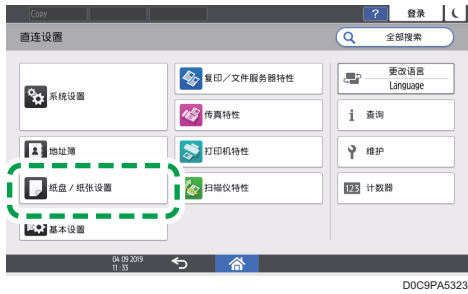 Copy
? 登录
直连设置
全部搜索
系统设置
复印／文件服务器特性
更改语言
Language
传真特性
i 查询
地址簿
打印机特性
维护
纸盘 / 纸张设置
扫描仪特性
123 计数器
基本设置
04 09 2019
11 : 33
D0C9PA5323